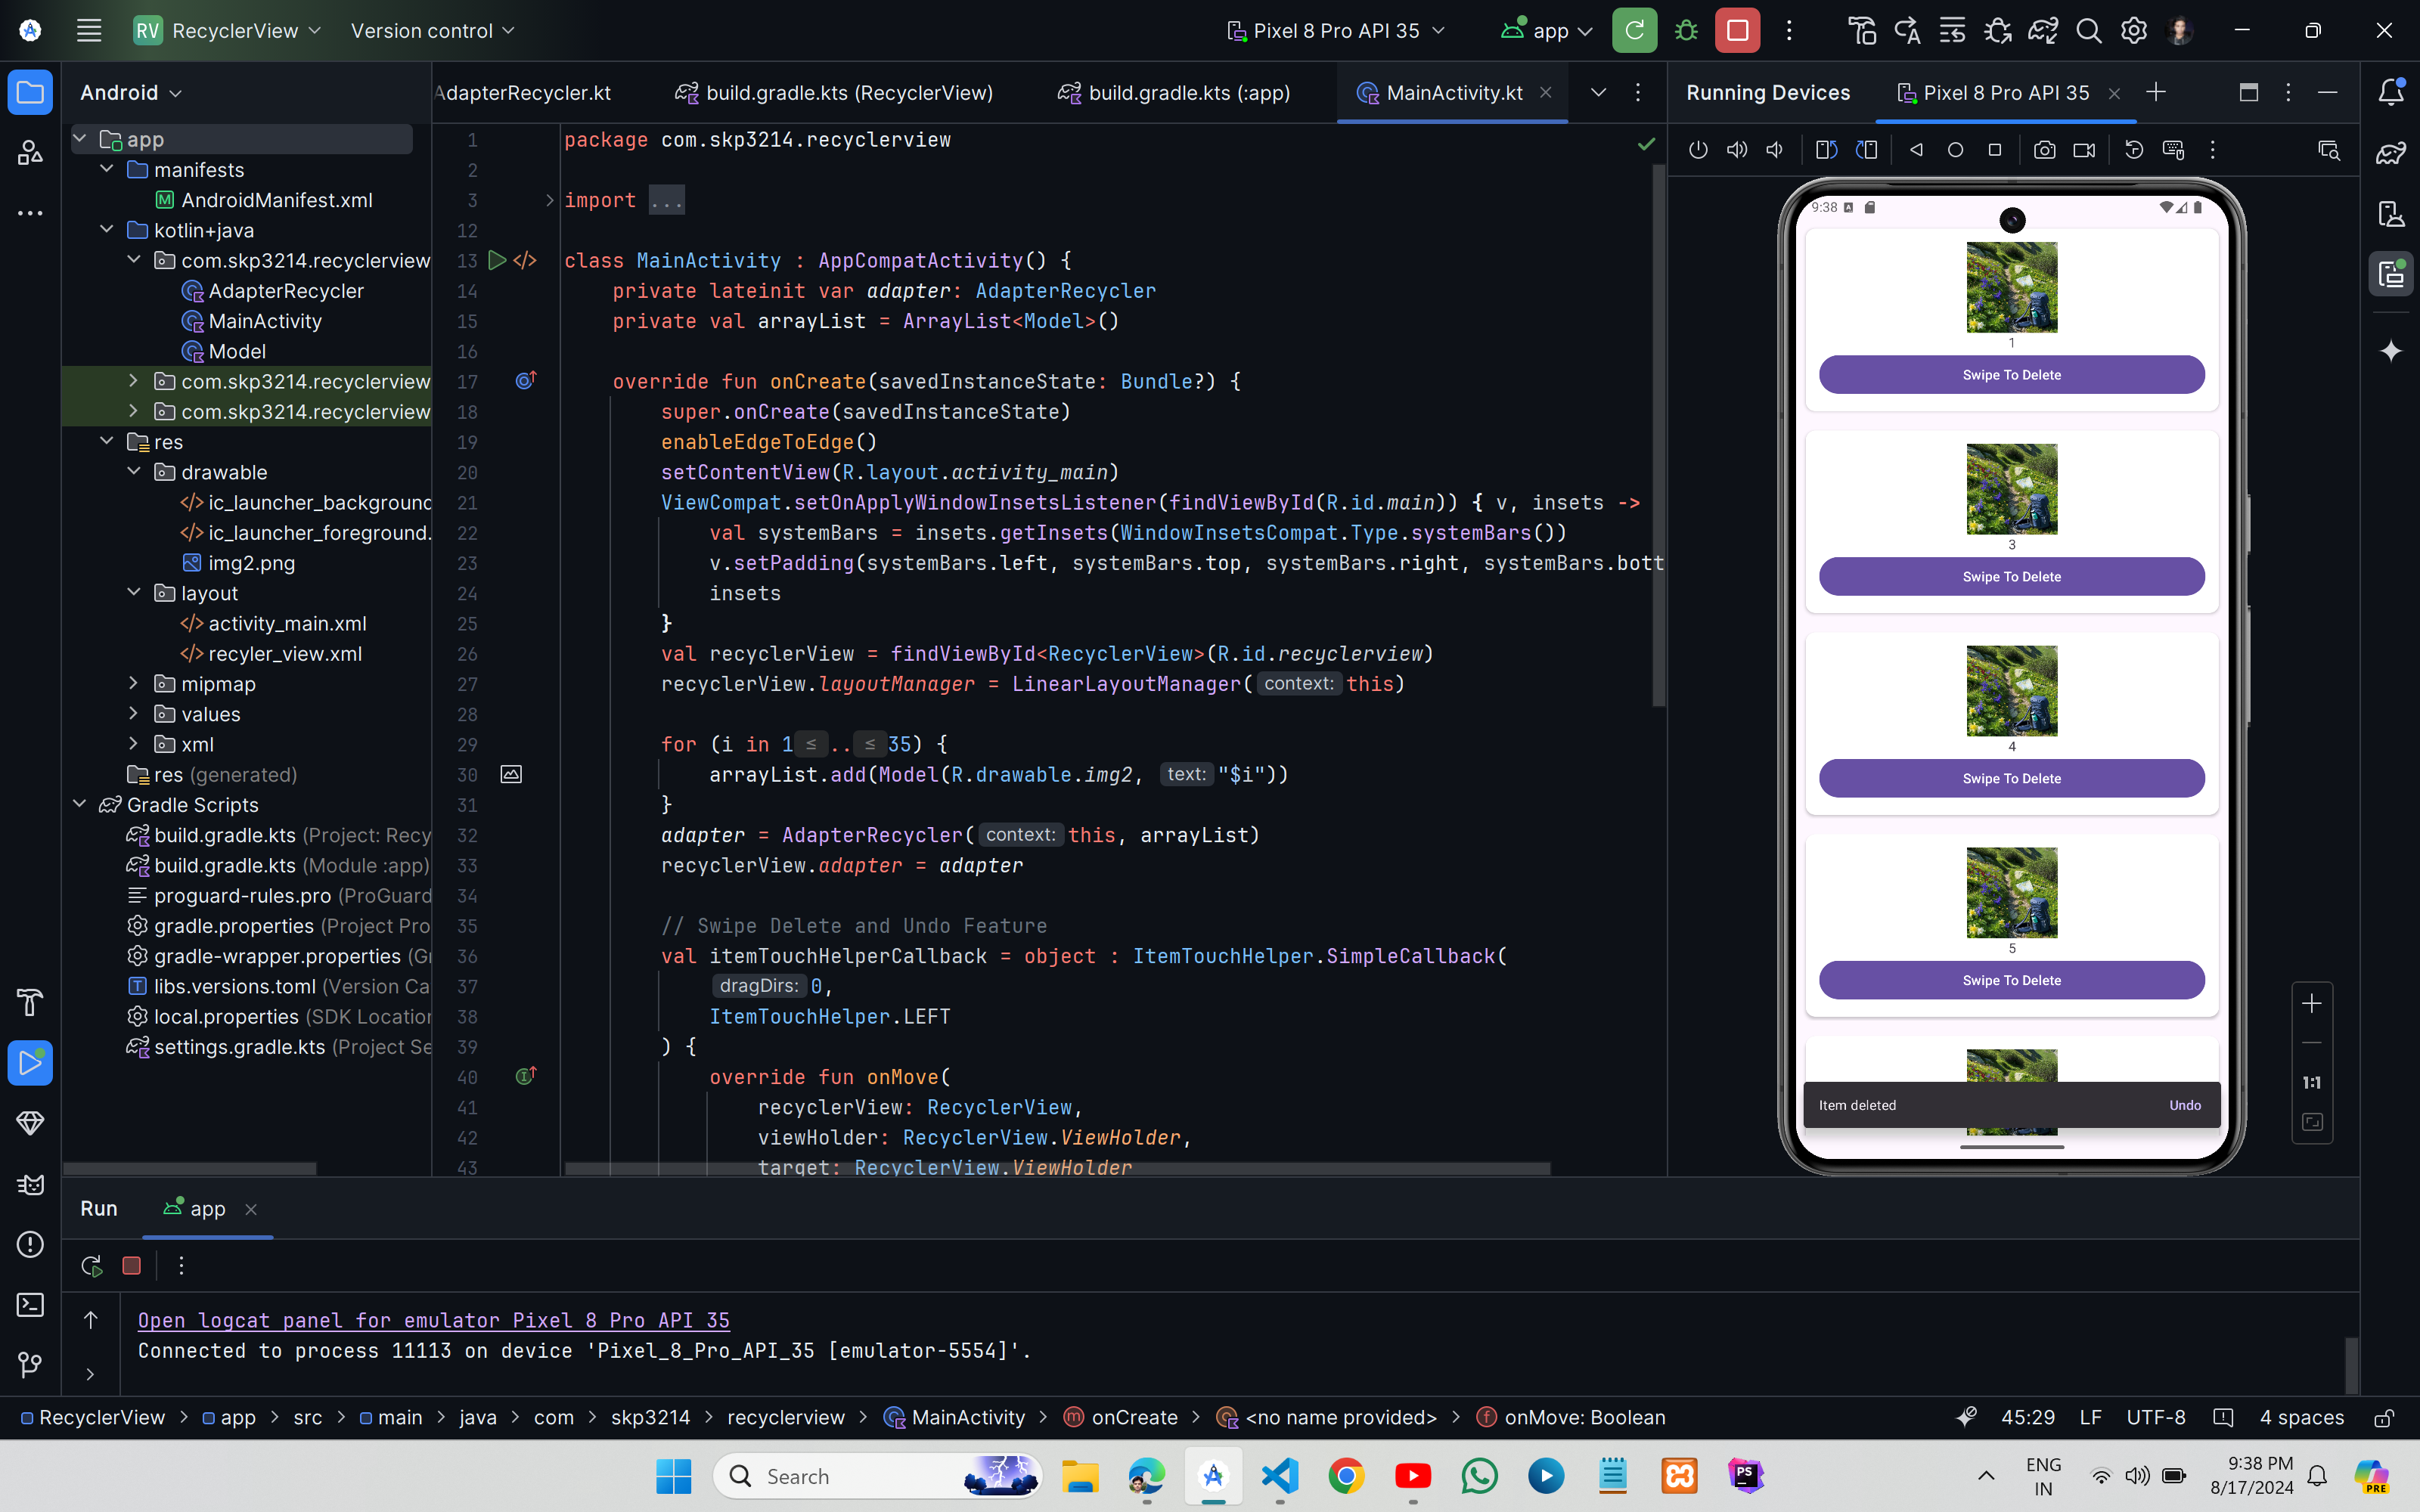 RV RecyclerView Version control Pixel 8 Pro API 35 app
Android
app
manifests
AndroidManifest.xml
kotlin+java
com.skp3214.recyclerview
AdapterRecycler
MainActivity
Model
com.skp3214.recyclerview
com.skp3214.recyclerview
res
drawable
ic_launcher_background
ic_launcher_foreground.
img2.png
layout
activity_main.xml
recyler_view.xml
mipmap
values
xml
res (generated)
Gradle Scripts
build.gradle.kts (Project: Recy
build.gradle.kts (Module :app)
proguard-rules.pro (ProGuard
gradle.properties (Project Pro
gradle-wrapper.properties (Gr
libs.versions.toml (Version Ca
local.properties (SDK Location
settings.gradle.kts (Project Se
AdapterRecycler.kt build.gradle.kts (RecyclerView) build.gradle.kts (:app) MainActivity.kt
1 package com.skp3214.recyclerview
2
3 import ...
12
13 class MainActivity : AppCompatActivity() {
14 private lateinit var adapter: AdapterRecycler
15 private val arrayList = ArrayList<Model>()
16
17 override fun onCreate(savedInstanceState: Bundle?) {
18 super.onCreate(savedInstanceState)
19 enableEdgeToEdge()
20 setContentView(R.layout.activity_main)
21 ViewCompat.setOnApplyWindowInsetsListener(findViewById(R.id.main)) { v, insets ->
22 val systemBars = insets.getInsets(WindowInsetsCompat.Type.systemBars())
23 v.setPadding(systemBars.left, systemBars.top, systemBars.right, systemBars.bott
24 insets
25 }
26 val recyclerView = findViewById<RecyclerView>(R.id.recyclerview)
27 recyclerView.layoutManager = LinearLayoutManager( context: this)
28
29 for (i in 1 ≤ .. ≤ 35) {
30 arrayList.add(Model(R.drawable.img2, text: "$i"))
31 }
32 adapter = AdapterRecycler( context: this, arrayList)
33 recyclerView.adapter = adapter
34
35 // Swipe Delete and Undo Feature
36 val itemTouchHelperCallback = object : ItemTouchHelper.SimpleCallback(
37 dragDirs: 0,
38 ItemTouchHelper.LEFT
39 ) {
40 override fun onMove(
41 recyclerView: RecyclerView,
42 viewHolder: RecyclerView.ViewHolder,
43 target: RecyclerView.ViewHolder
Running Devices Pixel 8 Pro API 35
9:38
1
Swipe To Delete
3
Swipe To Delete
4
Swipe To Delete
5
Swipe To Delete
Item deleted Undo
1:1
Run app
Open logcat panel for emulator Pixel 8 Pro API 35
Connected to process 11113 on device 'Pixel_8_Pro_API_35 [emulator-5554]'.
RecyclerView > app > src > main > java > com > skp3214 > recyclerview > MainActivity > onCreate > <no name provided> > onMove: Boolean 45:29 LF UTF-8 4 spaces
Search
PS
ENG
IN
9:38 PM
8/17/2024
PRE